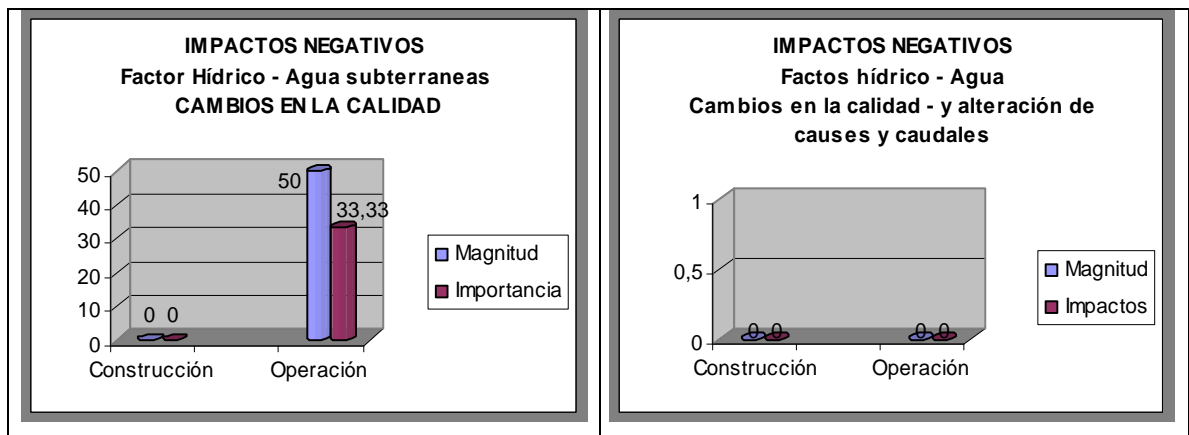 IMPACTOS NEGATIVOS
Factor Hídrico - Agua subterraneas
CAMBIOS EN LA CALIDAD
50
40
30
20
10
0
0 0
50
33,33
Construcción Operación
Magnitud
Importancia
IMPACTOS NEGATIVOS
Factos hídrico - Agua
Cambios en la calidad - y alteración de
causes y caudales
1
0,5
0
0 0
0 0
Construcción Operación
Magnitud
Impactos